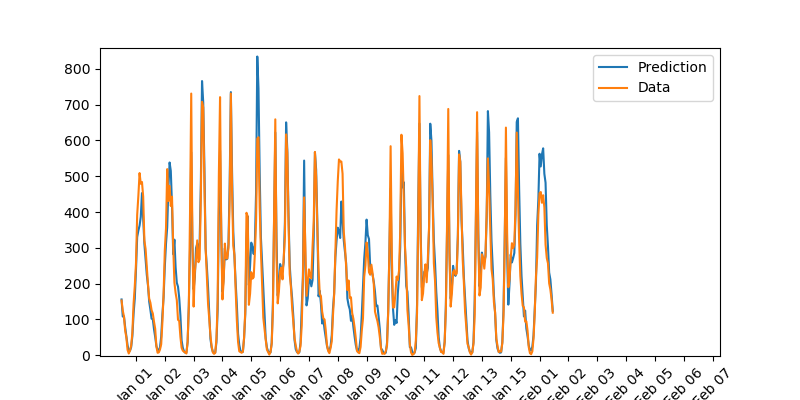 800
700
600
500
400
300
200
100
0
Prediction
Data
Jan 01
Jan 02
Jan 03
Jan 04
Jan 05
Jan 06
Jan 07
Jan 08
Jan 09
Jan 10
Jan 11
Jan 12
Jan 13
Jan 15
Feb 01
Feb 02
Feb 03
Feb 04
Feb 05
Feb 06
Feb 07